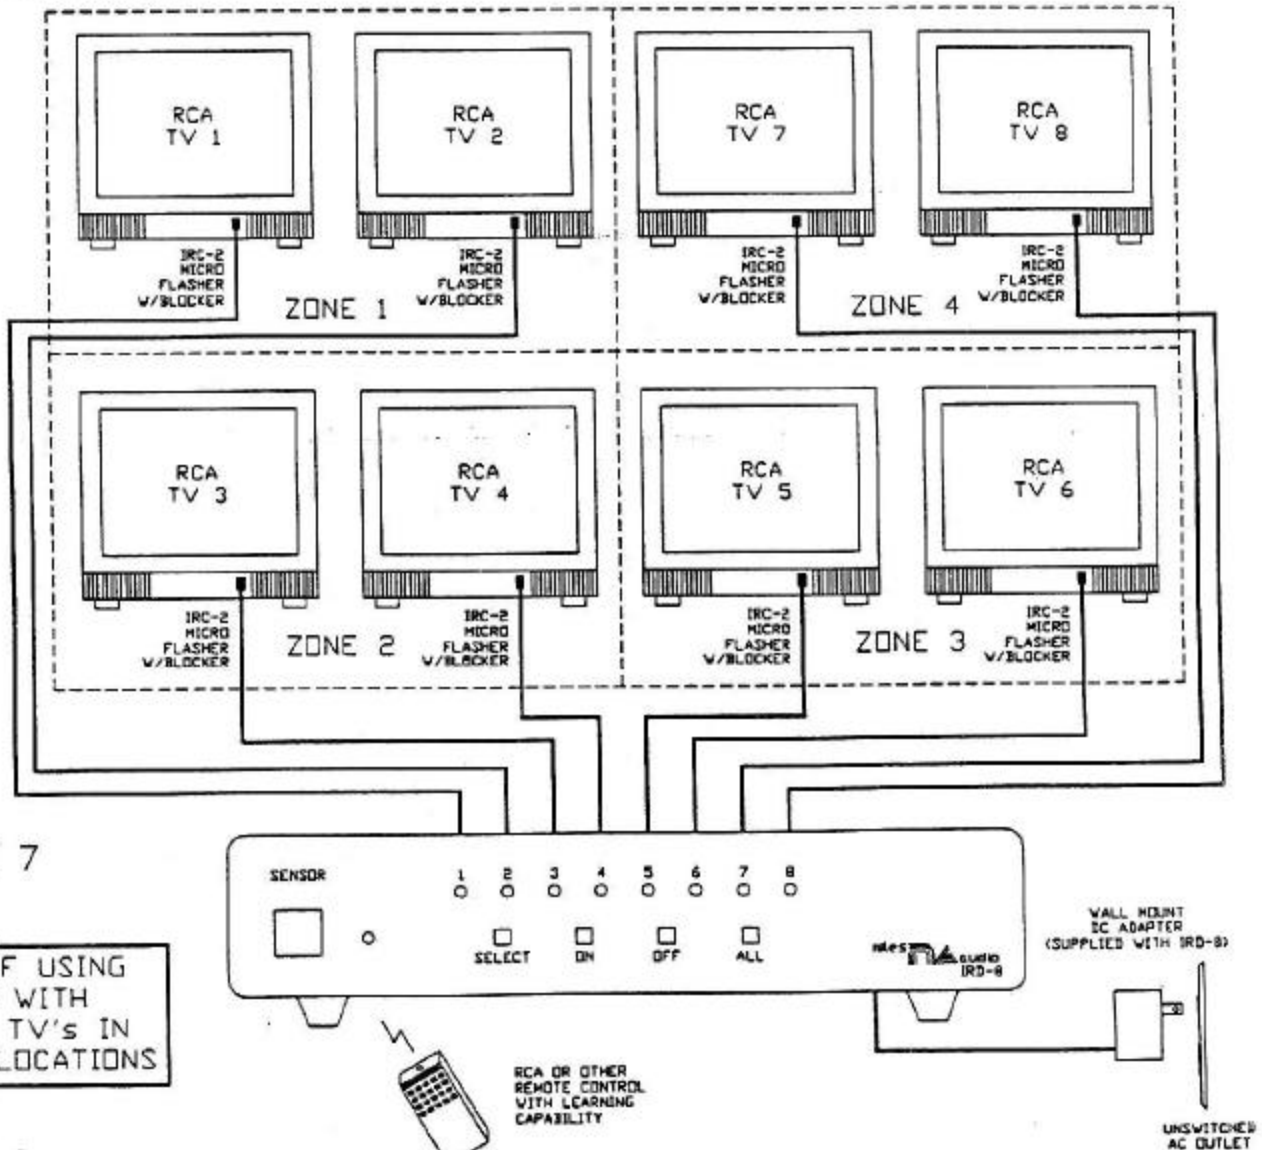 RCA
TV 1
RCA
TV 2
RCA
TV 7
RCA
TV 8
IRC-2
MICRO
FLASHER
W/BLOCKER
ZONE 1
IRC-2
MICRO
FLASHER
W/BLOCKER
IRC-2
MICRO
FLASHER
W/BLOCKER
ZONE 4
IRC-2
MICRO
FLASHER
W/BLOCKER
RCA
TV 3
RCA
TV 4
RCA
TV 5
RCA
TV 6
IRC-2
MICRO
FLASHER
W/BLOCKER
ZONE 2
IRC-2
MICRO
FLASHER
W/BLOCKER
IRC-2
MICRO
FLASHER
W/BLOCKER
ZONE 3
IRC-2
MICRO
FLASHER
W/BLOCKER
7
SENSOR
1 2 3 4 5 6 7 8
SELECT ON OFF ALL
niles audio
IRD-8
WALL MOUNT
DC ADAPTER
(SUPPLIED WITH IRD-8)
F USING
WITH
TV's IN
LOCATIONS
RCA OR OTHER
REMOTE CONTROL
WITH LEARNING
CAPABILITY
UNSWITCHED
AC OUTLET